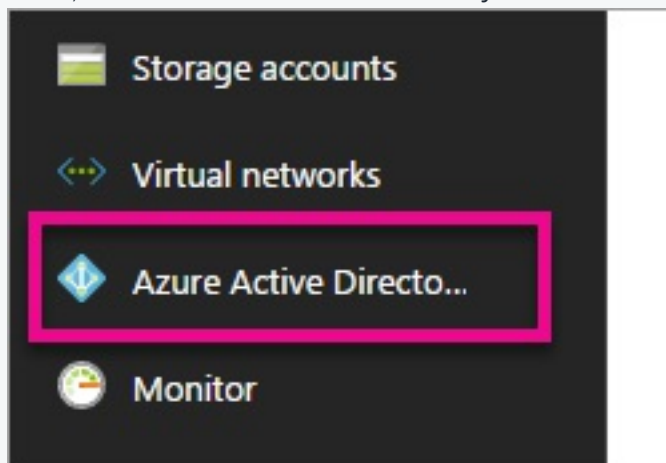 Storage accounts
Virtual networks
Azure Active Directo...
Monitor